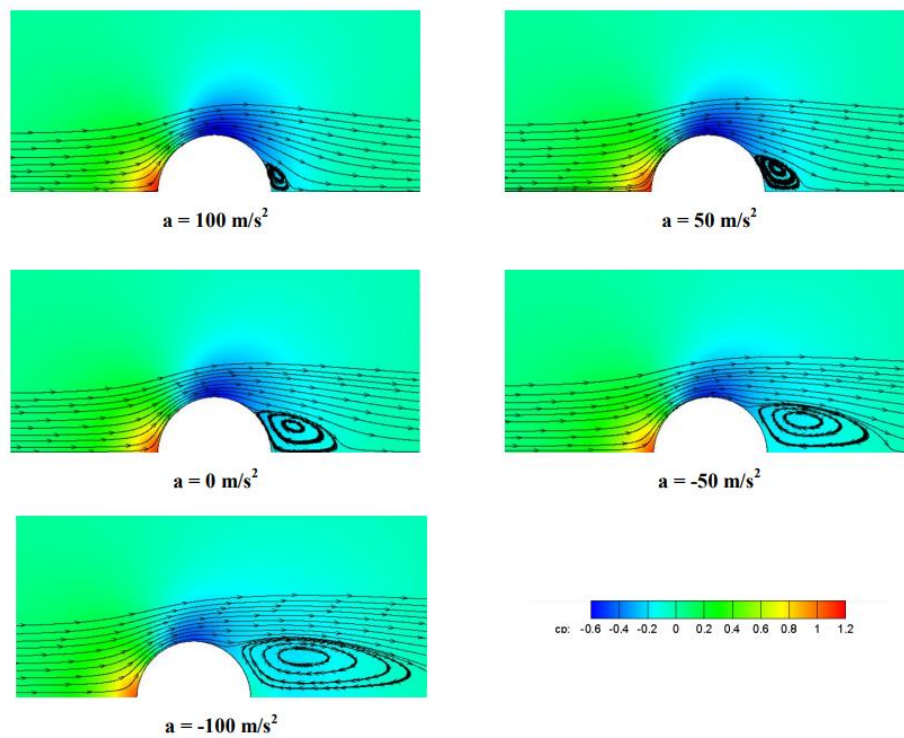 a = 100 m/s²
a = 50 m/s²
a = 0 m/s²
a = -50 m/s²
cp: -0.6 -0.4 -0.2 0 0.2 0.4 0.6 0.8 1 1.2
a = -100 m/s²